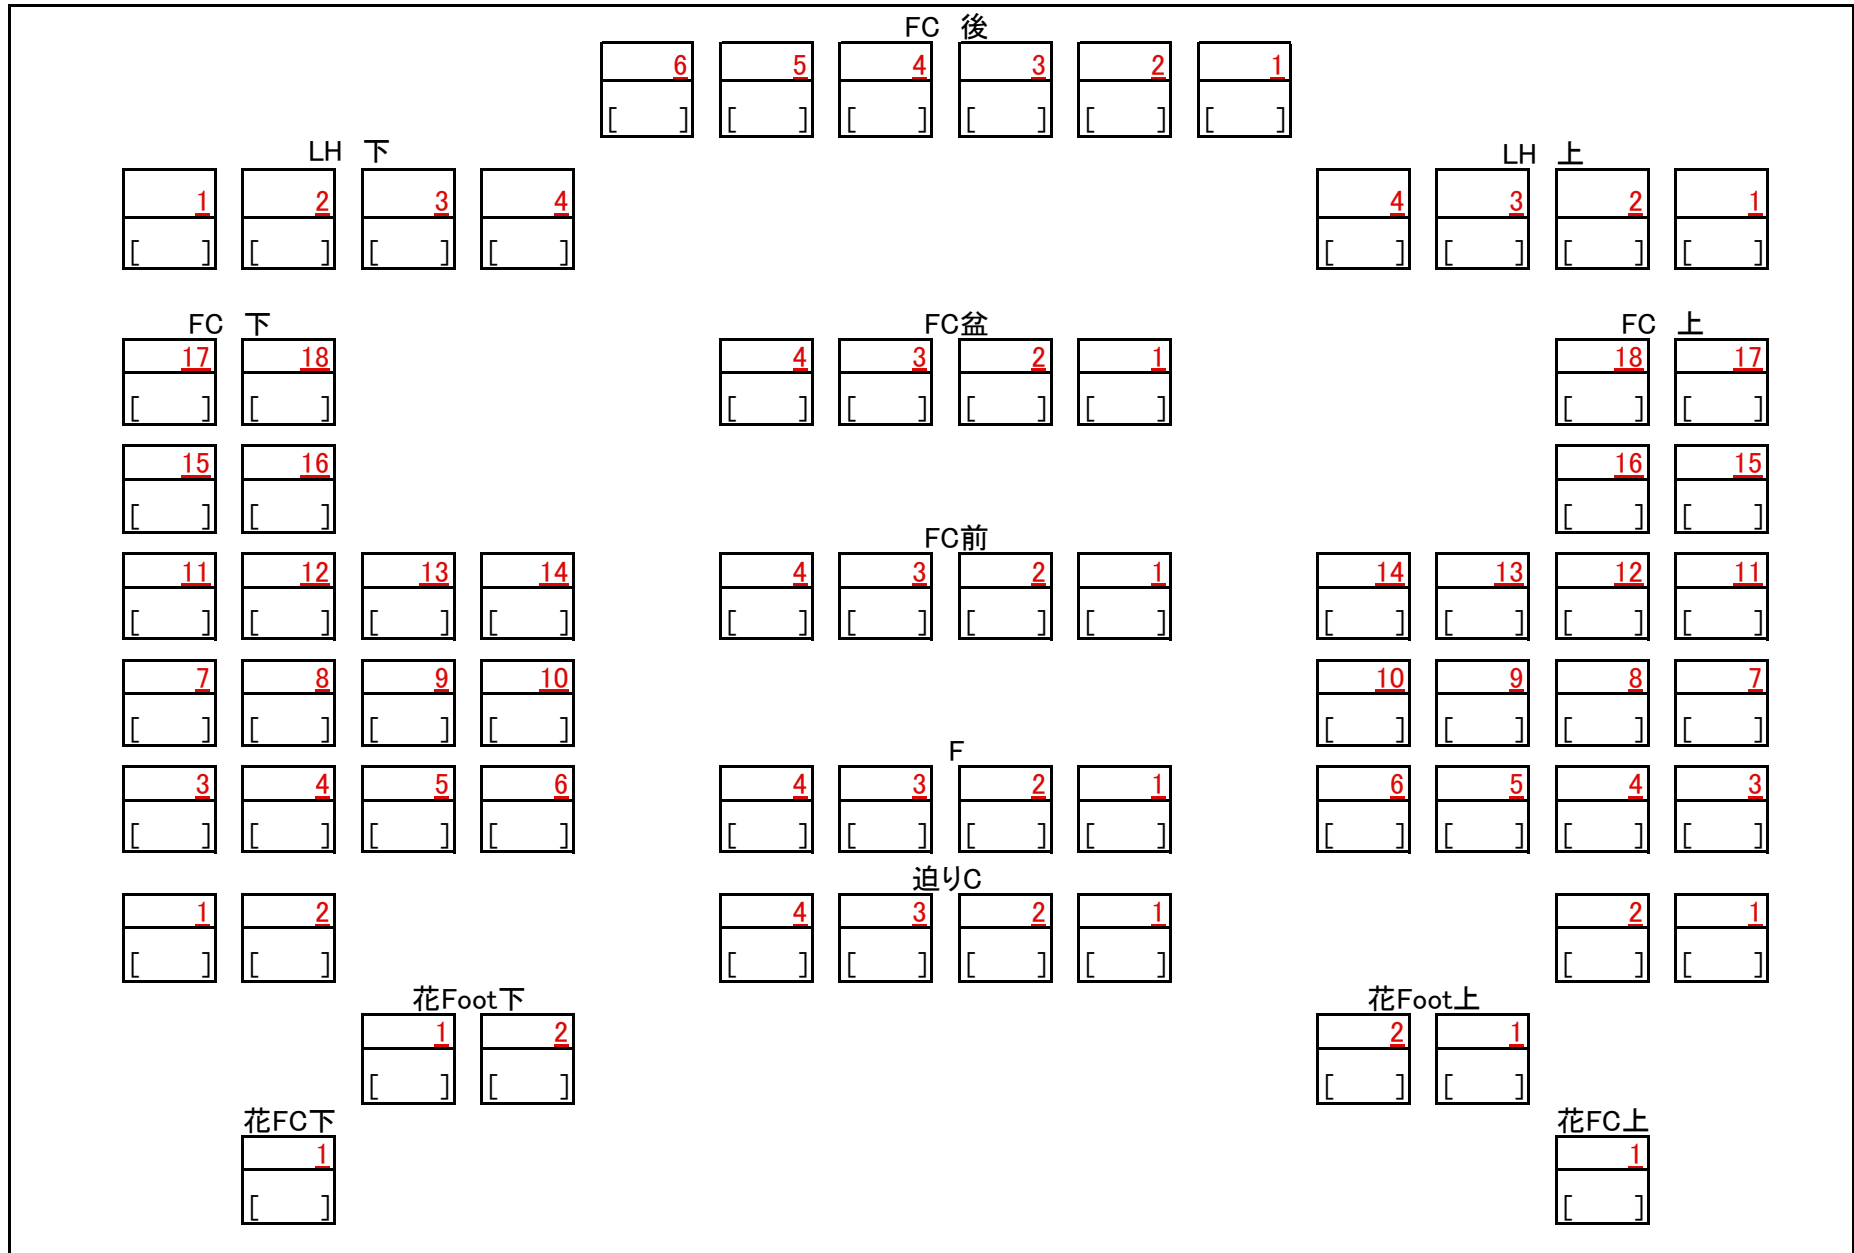 FC 後
6 5 4 3 2 1
[ ] [ ] [ ] [ ] [ ] [ ]
LH 下 LH 上
1 2 3 4 4 3 2 1
[ ] [ ] [ ] [ ] [ ] [ ] [ ] [ ]
FC 下 FC盆 FC 上
17 18 4 3 2 1 18 17
[ ] [ ] [ ] [ ] [ ] [ ] [ ] [ ]
15 16 16 15
[ ] [ ] [ ] [ ]
FC前
11 12 13 14 4 3 2 1 14 13 12 11
[ ] [ ] [ ] [ ] [ ] [ ] [ ] [ ] [ ] [ ] [ ] [ ]
7 8 9 10 10 9 8 7
[ ] [ ] [ ] [ ] [ ] [ ] [ ] [ ]
F
3 4 5 6 4 3 2 1 6 5 4 3
[ ] [ ] [ ] [ ] [ ] [ ] [ ] [ ] [ ] [ ] [ ] [ ]
迫りC
1 2 4 3 2 1 2 1
[ ] [ ] [ ] [ ] [ ] [ ] [ ] [ ]
花Foot下 花Foot上
1 2 2 1
[ ] [ ] [ ] [ ]
花FC下 花FC上
1 1
[ ] [ ]